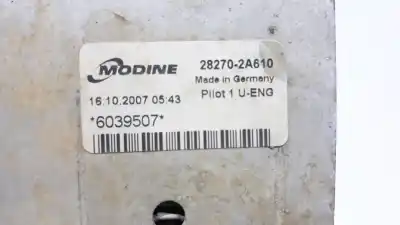 MODINE
28270-2A610
Made in Germany
16.10.2007 05:43
Pilot 1 U-ENG
*6039507*